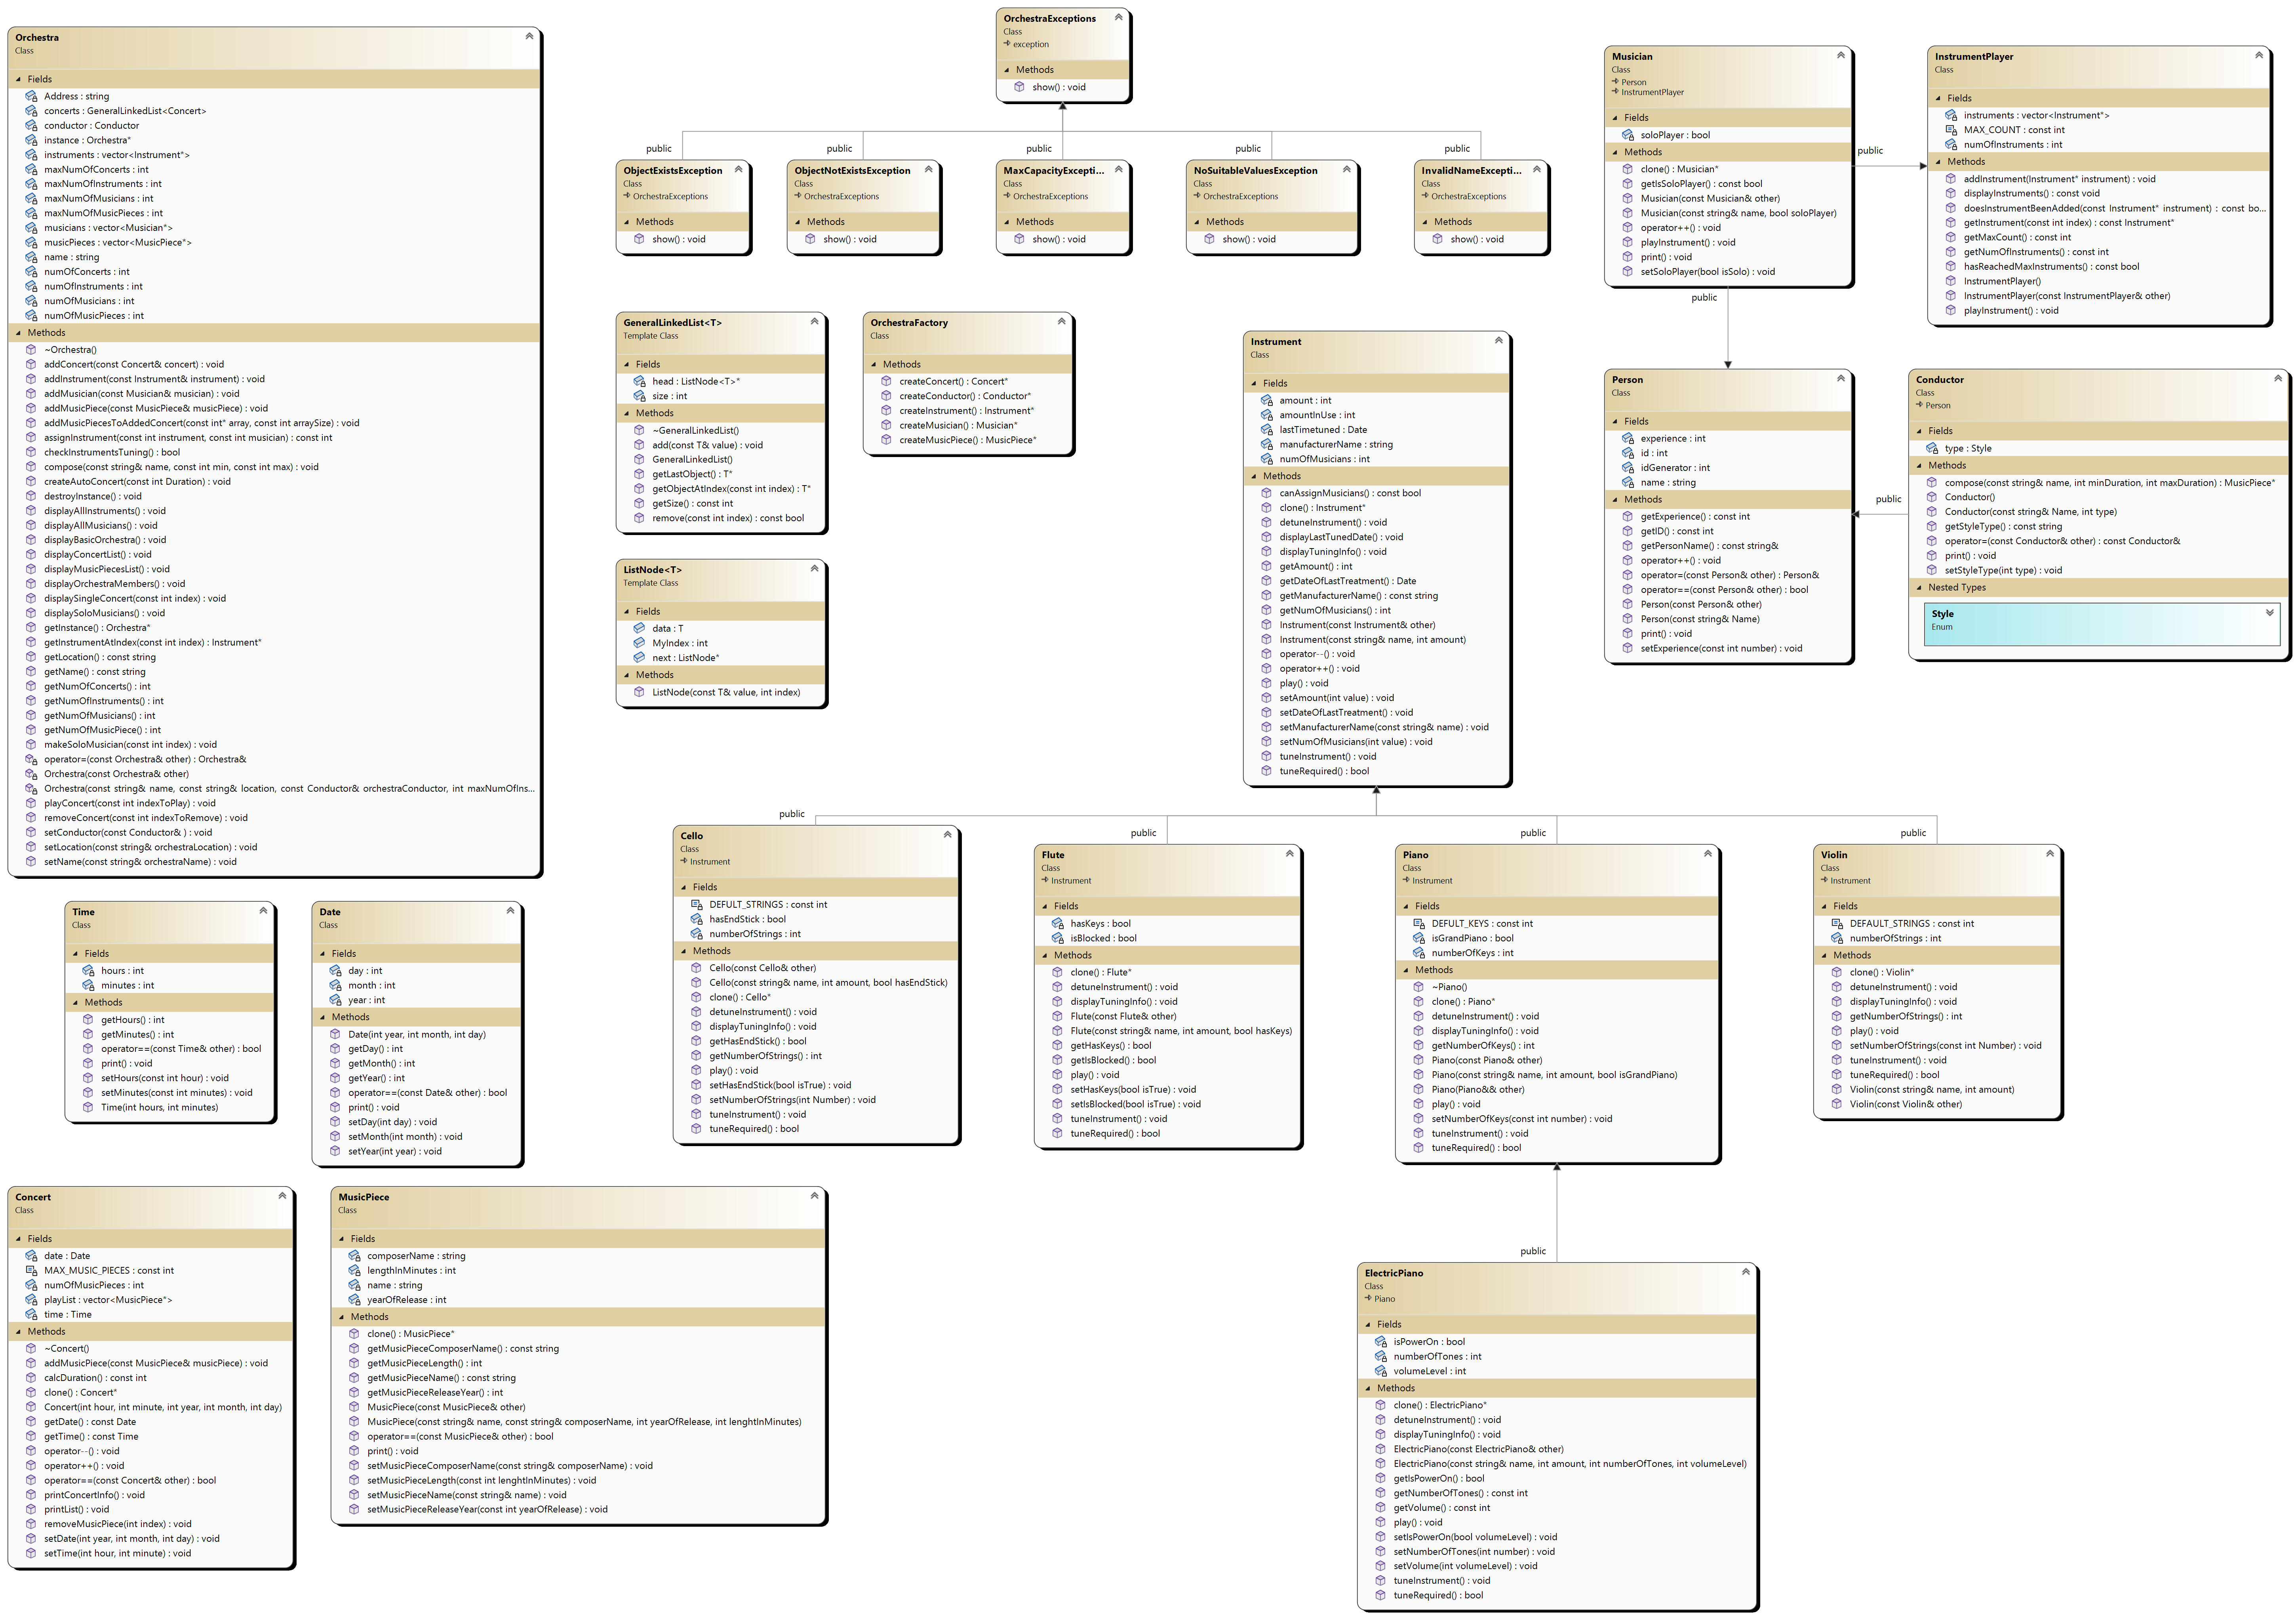 Orchestra
Class
Fields
Address : string
concerts : GeneralLinkedList<Concert>
conductor : Conductor
instance : Orchestra*
instruments : vector<Instrument*>
maxNumOfConcerts : int
maxNumOfInstruments : int
maxNumOfMusicians : int
maxNumOfMusicPieces : int
musicians : vector<Musician*>
musicPieces : vector<MusicPiece*>
name : string
numOfConcerts : int
numOfInstruments : int
numOfMusicians : int
numOfMusicPieces : int
Methods
~Orchestra()
addConcert(const Concert& concert) : void
addInstrument(const Instrument& instrument) : void
addMusician(const Musician& musician) : void
addMusicPiece(const MusicPiece& musicPiece) : void
addMusicPiecesToAddedConcert(const int* array, const int arraySize) : void
assignInstrument(const int instrument, const int musician) : const int
checkInstrumentsTuning() : bool
compose(const string& name, const int min, const int max) : void
createAutoConcert(const int Duration) : void
destroyInstance() : void
displayAllInstruments() : void
displayAllMusicians() : void
displayBasicOrchestra() : void
displayConcertList() : void
displayMusicPiecesList() : void
displayOrchestraMembers() : void
displaySingleConcert(const int index) : void
displaySoloMusicians() : void
getInstance() : Orchestra*
getInstrumentAtIndex(const int index) : Instrument*
getLocation() : const string
getName() : const string
getNumOfConcerts() : int
getNumOfInstruments() : int
getNumOfMusicians() : int
getNumOfMusicPiece() : int
makeSoloMusician(const int index) : void
operator=(const Orchestra& other) : Orchestra&
Orchestra(const Orchestra& other)
Orchestra(const string& name, const string& location, const Conductor& orchestraConductor, int maxNumOfIns...
playConcert(const int indexToPlay) : void
removeConcert(const int indexToRemove) : void
setConductor(const Conductor& ) : void
setLocation(const string& orchestraLocation) : void
setName(const string& orchestraName) : void
OrchestraExceptions
Class
exception
Methods
show() : void
public
public
public
public
public
ObjectExistsException
Class
OrchestraExceptions
Methods
show() : void
ObjectNotExistsException
Class
OrchestraExceptions
Methods
show() : void
MaxCapacityExcepti...
Class
OrchestraExceptions
Methods
show() : void
NoSuitableValuesException
Class
OrchestraExceptions
Methods
show() : void
InvalidNameExcepti...
Class
OrchestraExceptions
Methods
show() : void
Musician
Class
Person
InstrumentPlayer
Fields
soloPlayer : bool
Methods
clone() : Musician*
getIsSoloPlayer() : const bool
Musician(const Musician& other)
Musician(const string& name, bool soloPlayer)
operator++() : void
playInstrument() : void
print() : void
setSoloPlayer(bool isSolo) : void
public
public
InstrumentPlayer
Class
Fields
instruments : vector<Instrument*>
MAX_COUNT : const int
numOfInstruments : int
Methods
addInstrument(Instrument* instrument) : void
displayInstruments() : const void
doesInstrumentBeenAdded(const Instrument* instrument) : const bo...
getInstrument(const int index) : const Instrument*
getMaxCount() : const int
getNumOfInstruments() : const int
hasReachedMaxInstruments() : const bool
InstrumentPlayer()
InstrumentPlayer(const InstrumentPlayer& other)
playInstrument() : void
GeneralLinkedList<T>
Template Class
Fields
head : ListNode<T>*
size : int
Methods
~GeneralLinkedList()
add(const T& value) : void
GeneralLinkedList()
getLastObject() : T*
getObjectAtIndex(const int index) : T*
getSize() : const int
remove(const int index) : const bool
OrchestraFactory
Class
Methods
createConcert() : Concert*
createConductor() : Conductor*
createInstrument() : Instrument*
createMusician() : Musician*
createMusicPiece() : MusicPiece*
ListNode<T>
Template Class
Fields
data : T
MyIndex : int
next : ListNode*
Methods
ListNode(const T& value, int index)
Instrument
Class
Fields
amount : int
amountInUse : int
lastTimetuned : Date
manufacturerName : string
numOfMusicians : int
Methods
canAssignMusicians() : const bool
clone() : Instrument*
detuneInstrument() : void
displayLastTunedDate() : void
displayTuningInfo() : void
getAmount() : int
getDateOfLastTreatment() : Date
getManufacturerName() : const string
getNumOfMusicians() : int
Instrument(const Instrument& other)
Instrument(const string& name, int amount)
operator--() : void
operator++() : void
play() : void
setAmount(int value) : void
setDateOfLastTreatment() : void
setManufacturerName(const string& name) : void
setNumOfMusicians(int value) : void
tuneInstrument() : void
tuneRequired() : bool
Person
Class
Fields
experience : int
id : int
idGenerator : int
name : string
Methods
getExperience() : const int
getID() : const int
getPersonName() : const string&
operator++() : void
operator=(const Person& other) : Person&
operator==(const Person& other) : bool
Person(const Person& other)
Person(const string& Name)
print() : void
setExperience(const int number) : void
public
Conductor
Class
Person
Fields
type : Style
Methods
compose(const string& name, int minDuration, int maxDuration) : MusicPiece*
Conductor()
Conductor(const string& Name, int type)
getStyleType() : const string
operator=(const Conductor& other) : const Conductor&
print() : void
setStyleType(int type) : void
Nested Types
Style
Enum
public
public
public
public
Cello
Class
Instrument
Fields
DEFULT_STRINGS : const int
hasEndStick : bool
numberOfStrings : int
Methods
Cello(const Cello& other)
Cello(const string& name, int amount, bool hasEndStick)
clone() : Cello*
detuneInstrument() : void
displayTuningInfo() : void
getHasEndStick() : bool
getNumberOfStrings() : int
play() : void
setHasEndStick(bool isTrue) : void
setNumberOfStrings(int Number) : void
tuneInstrument() : void
tuneRequired() : bool
Flute
Class
Instrument
Fields
hasKeys : bool
isBlocked : bool
Methods
clone() : Flute*
detuneInstrument() : void
displayTuningInfo() : void
Flute(const Flute& other)
Flute(const string& name, int amount, bool hasKeys)
getHasKeys() : bool
getIsBlocked() : bool
play() : void
setHasKeys(bool isTrue) : void
setIsBlocked(bool isTrue) : void
tuneInstrument() : void
tuneRequired() : bool
Piano
Class
Instrument
Fields
DEFULT_KEYS : const int
isGrandPiano : bool
numberOfKeys : int
Methods
~Piano()
clone() : Piano*
detuneInstrument() : void
displayTuningInfo() : void
getNumberOfKeys() : int
Piano(const Piano& other)
Piano(const string& name, int amount, bool isGrandPiano)
Piano(Piano&& other)
play() : void
setNumberOfKeys(const int number) : void
tuneInstrument() : void
tuneRequired() : bool
Violin
Class
Instrument
Fields
DEFAULT_STRINGS : const int
numberOfStrings : int
Methods
clone() : Violin*
detuneInstrument() : void
displayTuningInfo() : void
getNumberOfStrings() : int
play() : void
setNumberOfStrings(const int Number) : void
tuneInstrument() : void
tuneRequired() : bool
Violin(const string& name, int amount)
Violin(const Violin& other)
Time
Class
Fields
hours : int
minutes : int
Methods
getHours() : int
getMinutes() : int
operator==(const Time& other) : bool
print() : void
setHours(const int hour) : void
setMinutes(const int minutes) : void
Time(int hours, int minutes)
Date
Class
Fields
day : int
month : int
year : int
Methods
Date(int year, int month, int day)
getDay() : int
getMonth() : int
getYear() : int
operator==(const Date& other) : bool
print() : void
setDay(int day) : void
setMonth(int month) : void
setYear(int year) : void
Concert
Class
Fields
date : Date
MAX_MUSIC_PIECES : const int
numOfMusicPieces : int
playList : vector<MusicPiece*>
time : Time
Methods
~Concert()
addMusicPiece(const MusicPiece& musicPiece) : void
calcDuration() : const int
clone() : Concert*
Concert(int hour, int minute, int year, int month, int day)
getDate() : const Date
getTime() : const Time
operator--() : void
operator++() : void
operator==(const Concert& other) : bool
printConcertInfo() : void
printList() : void
removeMusicPiece(int index) : void
setDate(int year, int month, int day) : void
setTime(int hour, int minute) : void
MusicPiece
Class
Fields
composerName : string
lengthInMinutes : int
name : string
yearOfRelease : int
Methods
clone() : MusicPiece*
getMusicPieceComposerName() : const string
getMusicPieceLength() : int
getMusicPieceName() : const string
getMusicPieceReleaseYear() : int
MusicPiece(const MusicPiece& other)
MusicPiece(const string& name, const string& composerName, int yearOfRelease, int lenghtInMinutes)
operator==(const MusicPiece& other) : bool
print() : void
setMusicPieceComposerName(const string& composerName) : void
setMusicPieceLength(const int lenghtInMinutes) : void
setMusicPieceName(const string& name) : void
setMusicPieceReleaseYear(const int yearOfRelease) : void
public
ElectricPiano
Class
Piano
Fields
isPowerOn : bool
numberOfTones : int
volumeLevel : int
Methods
clone() : ElectricPiano*
detuneInstrument() : void
displayTuningInfo() : void
ElectricPiano(const ElectricPiano& other)
ElectricPiano(const string& name, int amount, int numberOfTones, int volumeLevel)
getIsPowerOn() : bool
getNumberOfTones() : const int
getVolume() : const int
play() : void
setIsPowerOn(bool volumeLevel) : void
setNumberOfTones(int number) : void
setVolume(int volumeLevel) : void
tuneInstrument() : void
tuneRequired() : bool